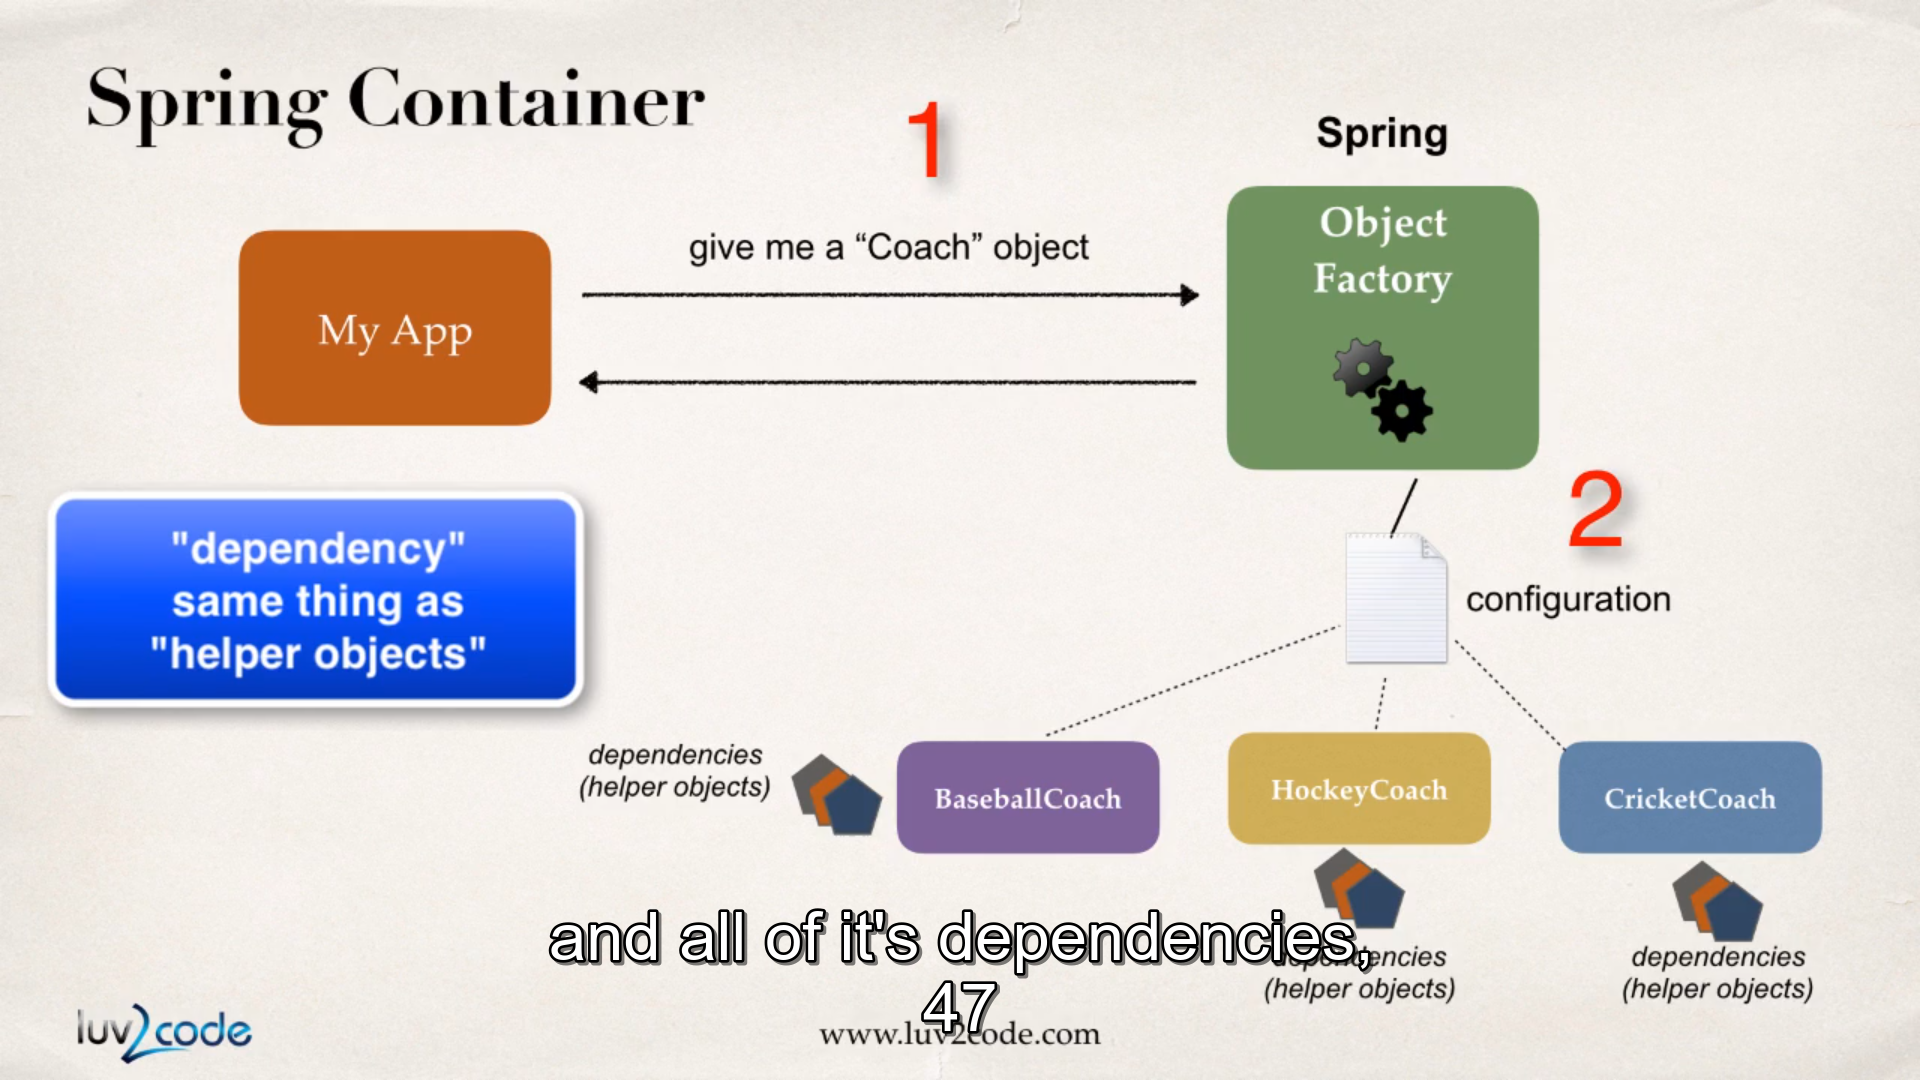 Spring Container
1
Spring
Object
Factory
give me a “Coach” object
My App
2
"dependency"
same thing as
"helper objects"
configuration
dependencies
(helper objects)
BaseballCoach
HockeyCoach
CricketCoach
and all of it's dependencies,
47
dependencies
(helper objects)
dependencies
(helper objects)
luv2code
www.luv2code.com